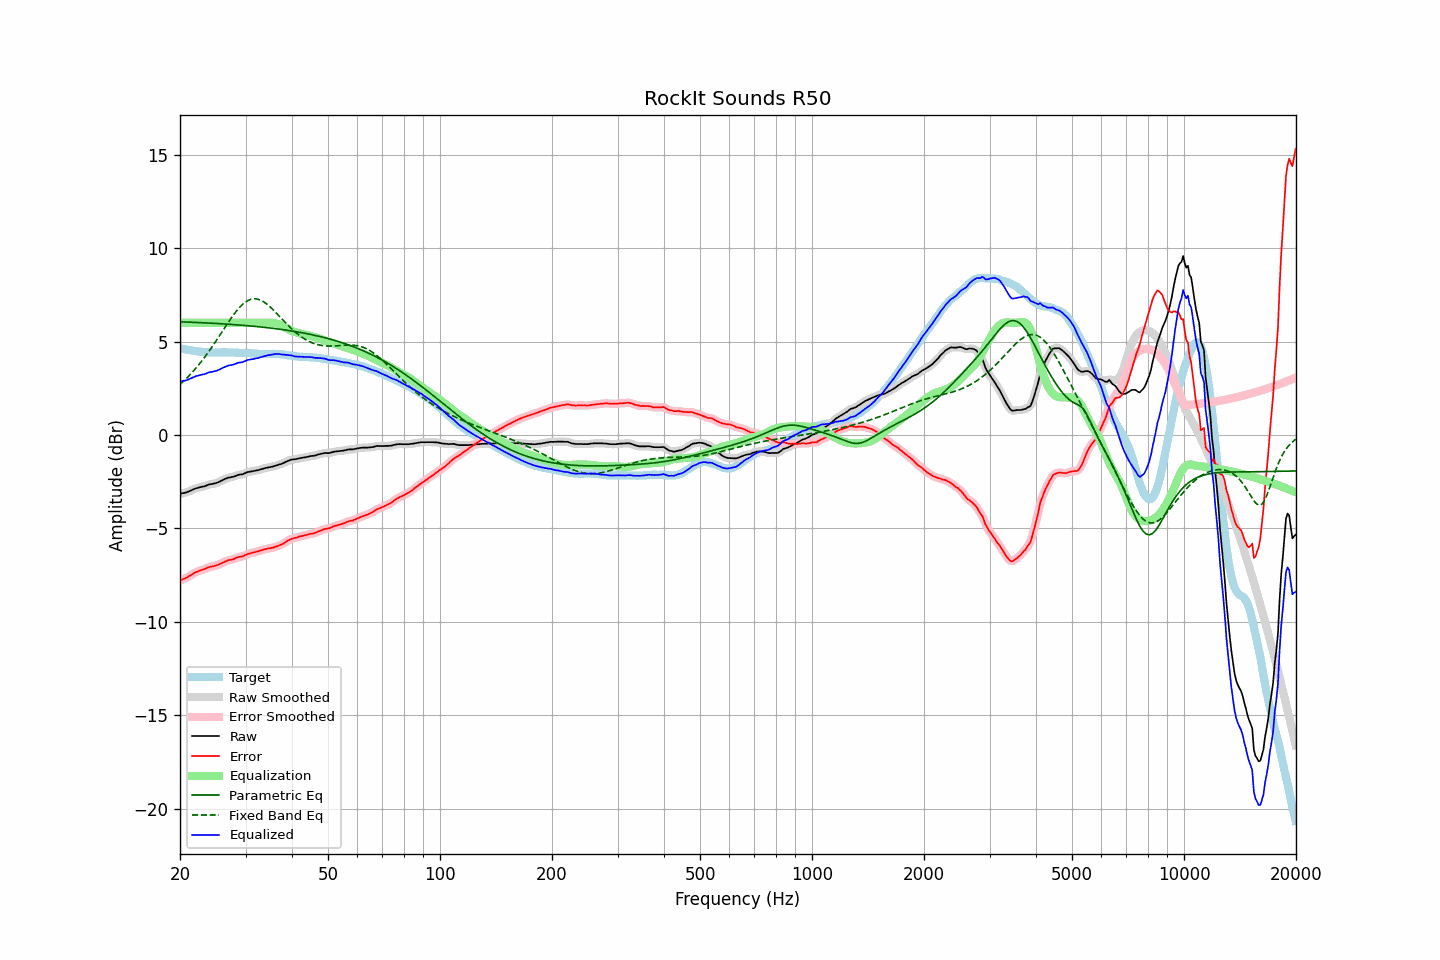 RockIt Sounds R50
Amplitude (dBr)
15
10
5
0
−5
−10
−15
−20
Target
Raw Smoothed
Error Smoothed
Raw
Error
Equalization
Parametric Eq
Fixed Band Eq
Equalized
20 50 100 200 500 1000 2000 5000 10000 20000
Frequency (Hz)